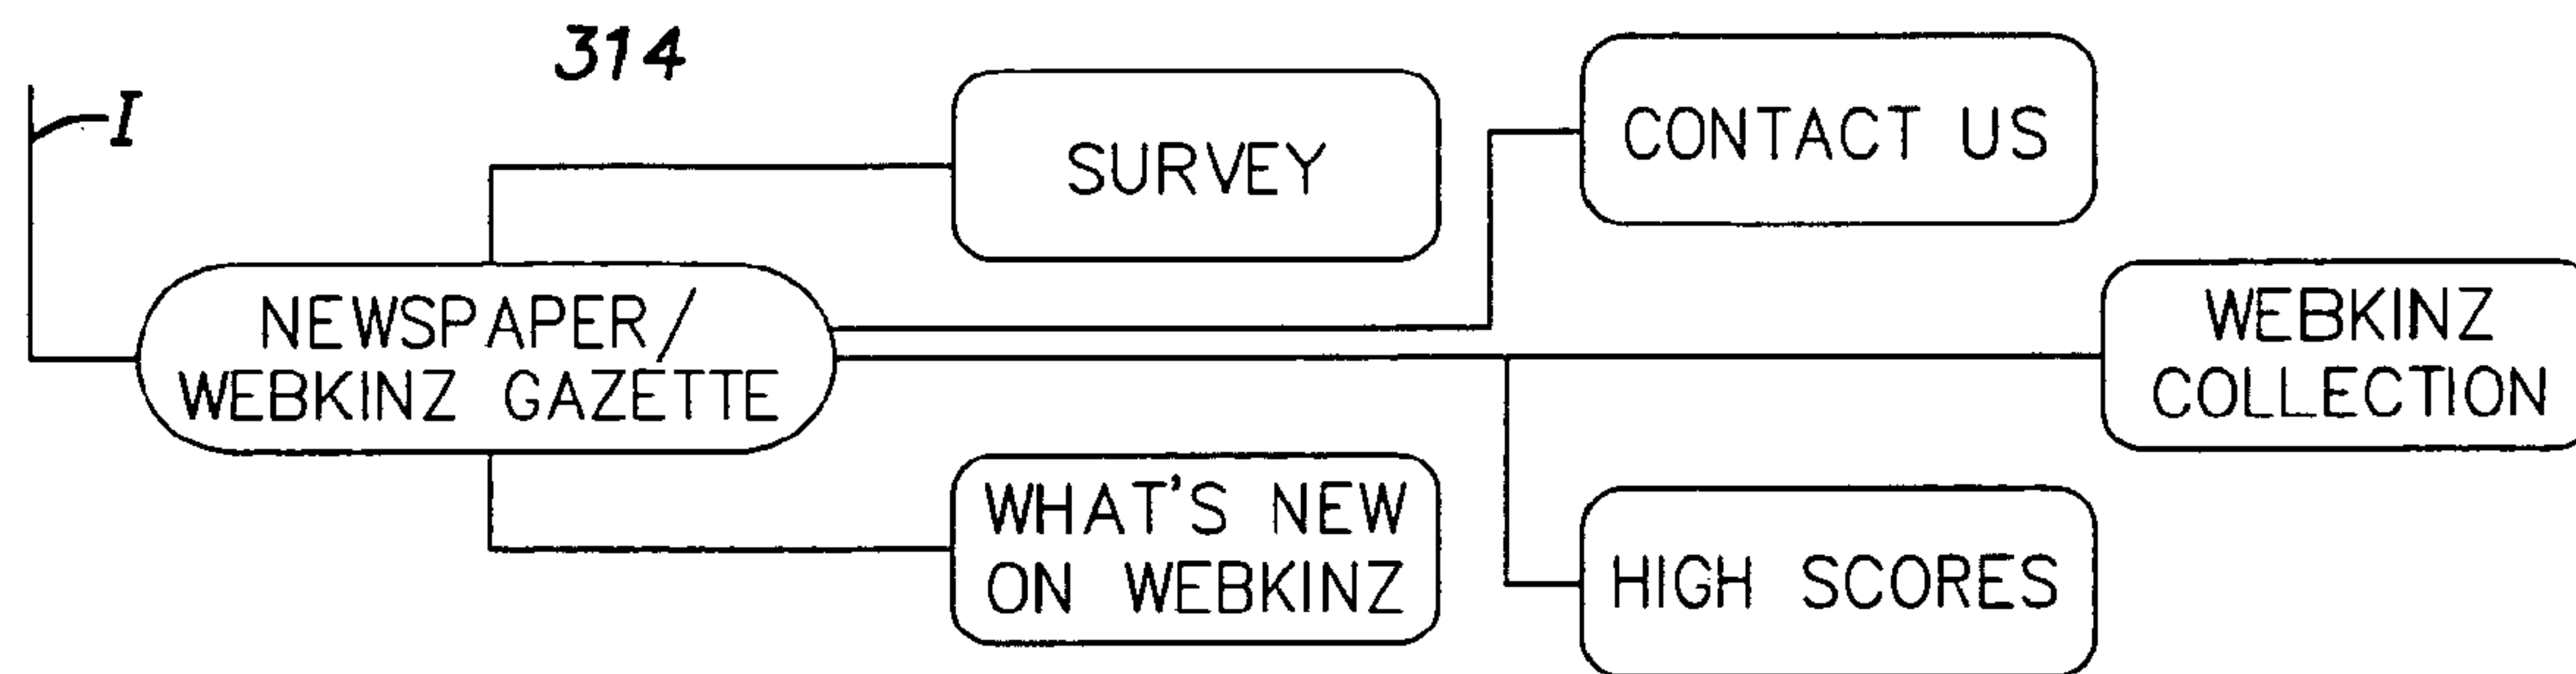 314
I
SURVEY
CONTACT US
NEWSPAPER/
WEBKINZ GAZETTE
WEBKINZ
COLLECTION
WHAT'S NEW
ON WEBKINZ
HIGH SCORES